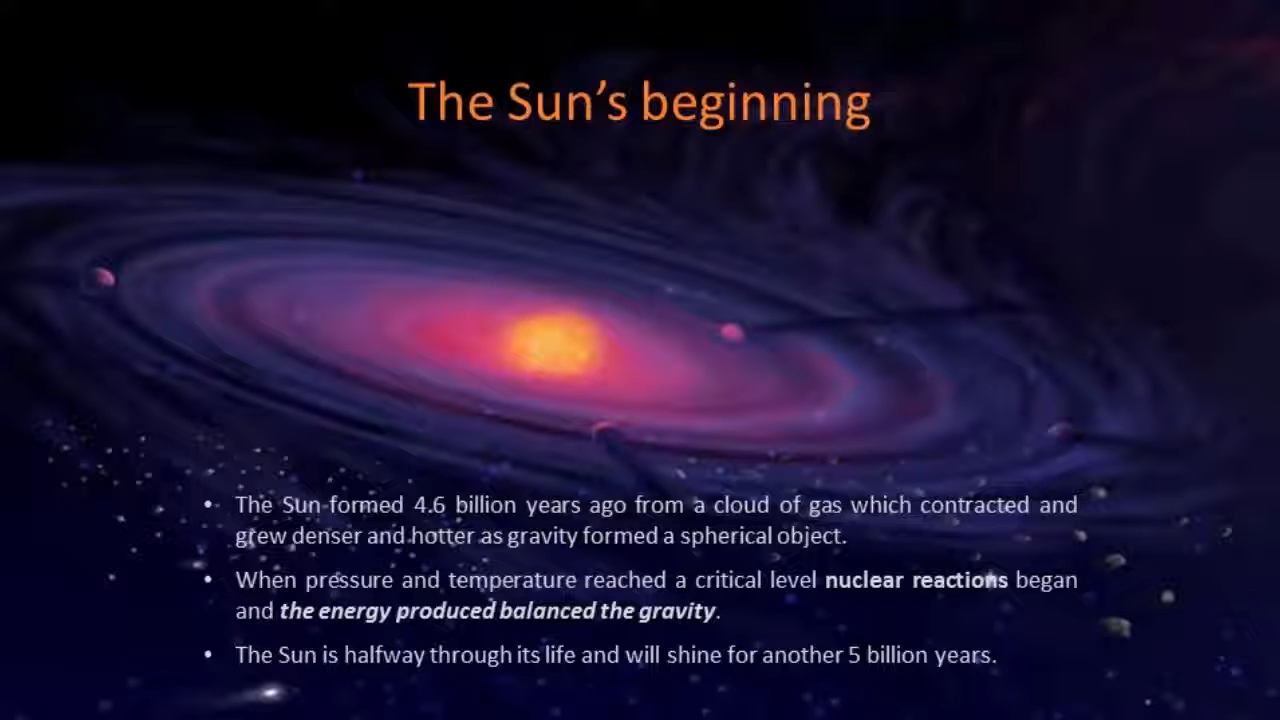 The Sun’s beginning
• The Sun formed 4.6 billion years ago from a cloud of gas which contracted and
grew denser and hotter as gravity formed a spherical object.
• When pressure and temperature reached a critical level nuclear reactions began
and the energy produced balanced the gravity.
• The Sun is halfway through its life and will shine for another 5 billion years.